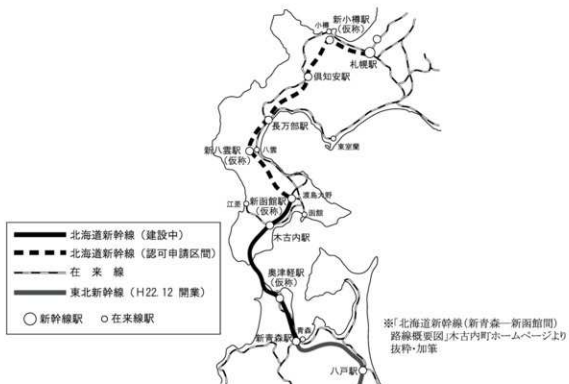 小樽
新小樽駅
(仮称)
札幌駅
倶知安駅
長万部駅
東室蘭
新八雲駅
(仮称)
八雲
新函館駅
(仮称)
渡島大野
江差
函館
木古内駅
奥津軽駅
(仮称)
新青森駅
青森
八戸駅
北海道新幹線(建設中)
北海道新幹線(認可申請区間)
在来線
東北新幹線(H22.12 開業)
新幹線駅 在来線駅
※「北海道新幹線(新青森―新函館間)
路線概要図」木古内町ホームページより
抜粋・加筆